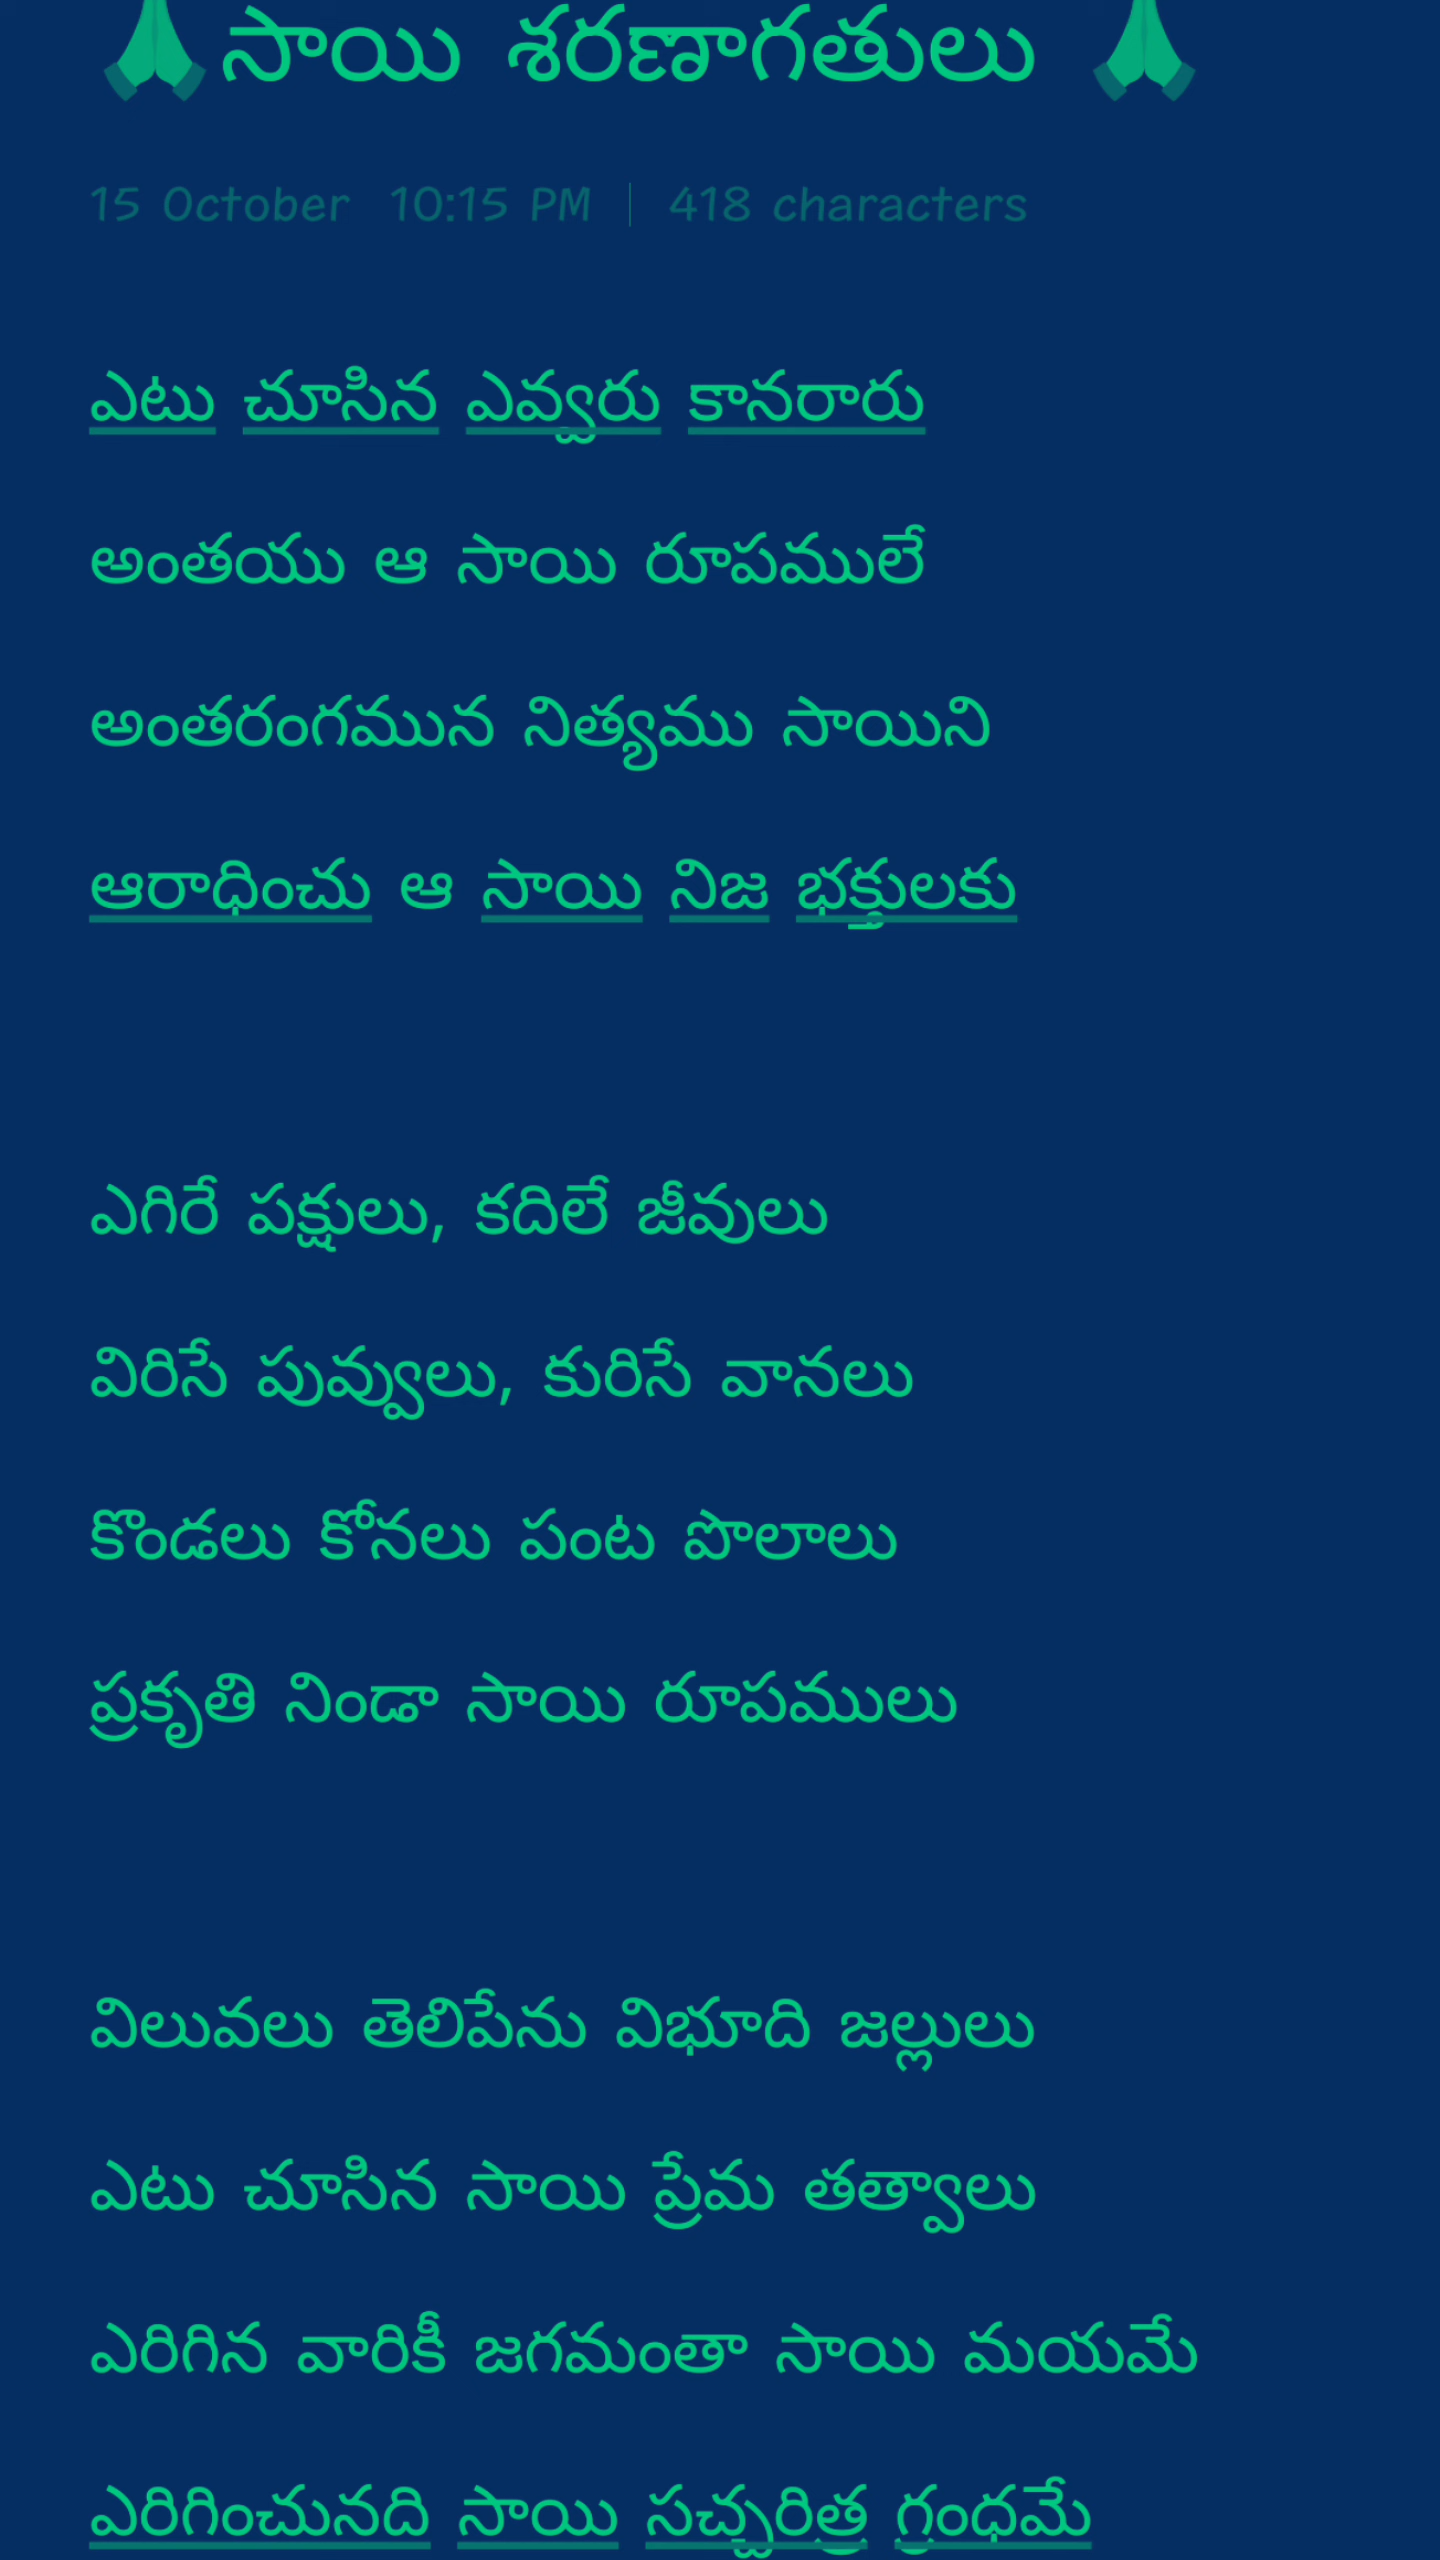 🙏సాయి శరణాగతులు 🙏
15 October 10:15 PM | 418 characters
ఎటు చూసిన ఎవ్వరు కానరారు
అంతయు ఆ సాయి రూపములే
అంతరంగమున నిత్యము సాయిని
ఆరాధించు ఆ సాయి నిజ భక్తులకు
ఎగిరే పక్షులు, కదిలే జీవులు
విరిసే పువ్వులు, కురిసే వానలు
కొండలు కోనలు పంట పొలాలు
ప్రకృతి నిండా సాయి రూపములు
విలువలు తెలిపేను విభూది జల్లులు
ఎటు చూసిన సాయి ప్రేమ తత్వాలు
ఎరిగిన వారికీ జగమంతా సాయి మయమే
ఎరిగించునది సాయి సచ్చరిత్ర గ్రంధమే